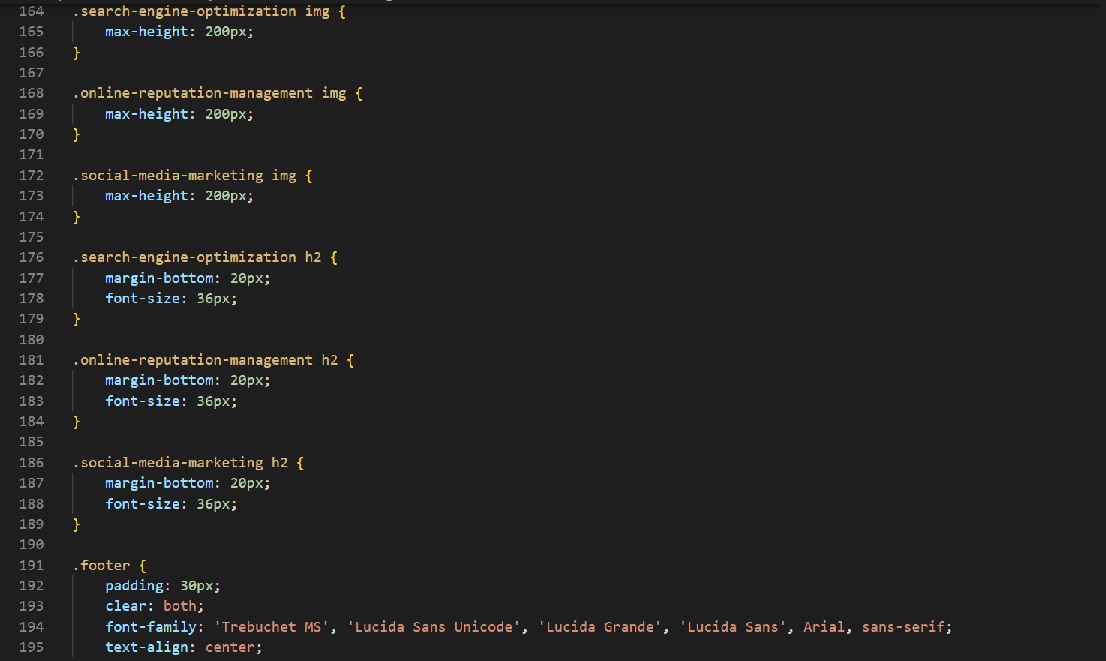 164 .search-engine-optimization img {
165     max-height: 200px;
166 }
167
168 .online-reputation-management img {
169     max-height: 200px;
170 }
171
172 .social-media-marketing img {
173     max-height: 200px;
174 }
175
176 .search-engine-optimization h2 {
177     margin-bottom: 20px;
178     font-size: 36px;
179 }
180
181 .online-reputation-management h2 {
182     margin-bottom: 20px;
183     font-size: 36px;
184 }
185
186 .social-media-marketing h2 {
187     margin-bottom: 20px;
188     font-size: 36px;
189 }
190
191 .footer {
192     padding: 30px;
193     clear: both;
194     font-family: 'Trebuchet MS', 'Lucida Sans Unicode', 'Lucida Grande', 'Lucida Sans', Arial, sans-serif;
195     text-align: center;